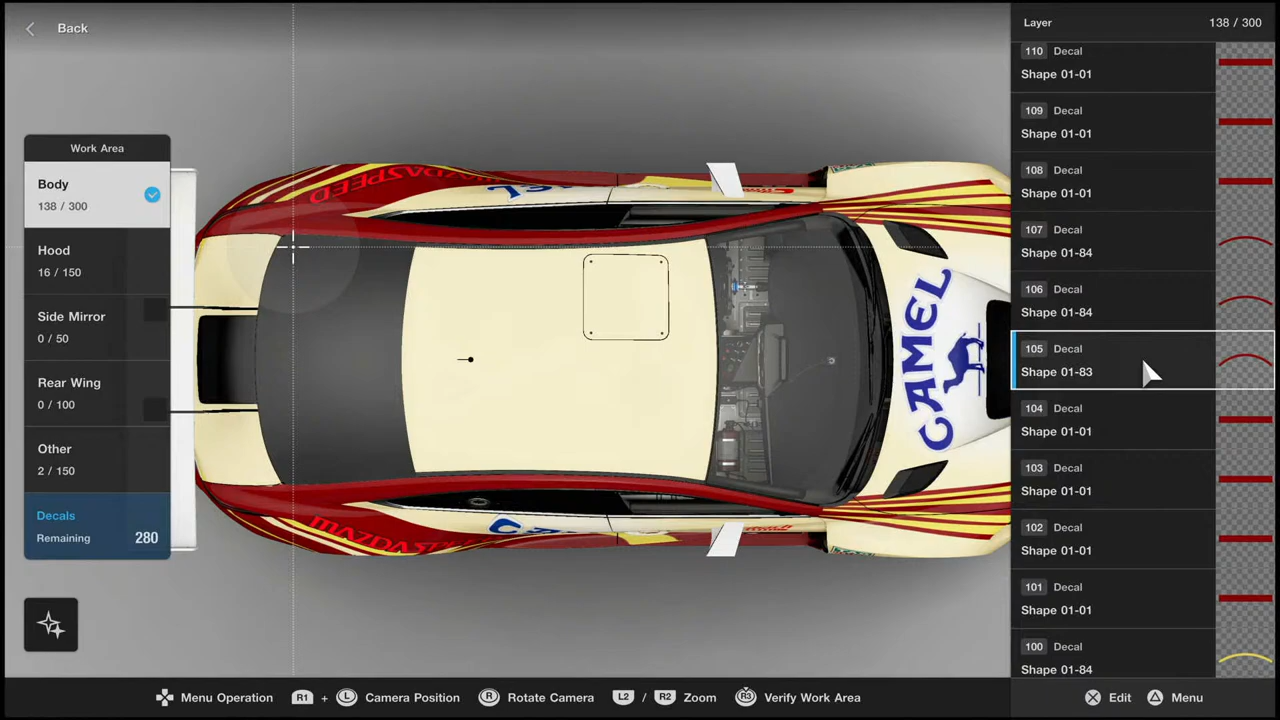 Back
Work Area
Body
138 / 300
Hood
16 / 150
Side Mirror
0 / 50
Rear Wing
0 / 100
Other
2 / 150
Decals
Remaining 280
MAZDASPEED
CAMEL
Layer 138 / 300
110 Decal
Shape 01-01
109 Decal
Shape 01-01
108 Decal
Shape 01-01
107 Decal
Shape 01-84
106 Decal
Shape 01-84
105 Decal
Shape 01-83
104 Decal
Shape 01-01
103 Decal
Shape 01-01
102 Decal
Shape 01-01
101 Decal
Shape 01-01
100 Decal
Shape 01-84
Menu Operation R1 + L Camera Position R Rotate Camera L2 / R2 Zoom R3 Verify Work Area
Edit Menu